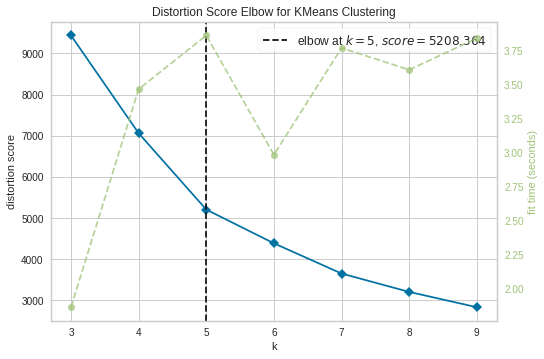 Distortion Score Elbow for KMeans Clustering
elbow at k = 5, score = 5208.364
distortion score
9000
8000
7000
6000
5000
4000
3000
3.75
3.50
3.25
3.00
2.75
2.50
2.25
2.00
fit time (seconds)
3 4 5 6 7 8 9
k